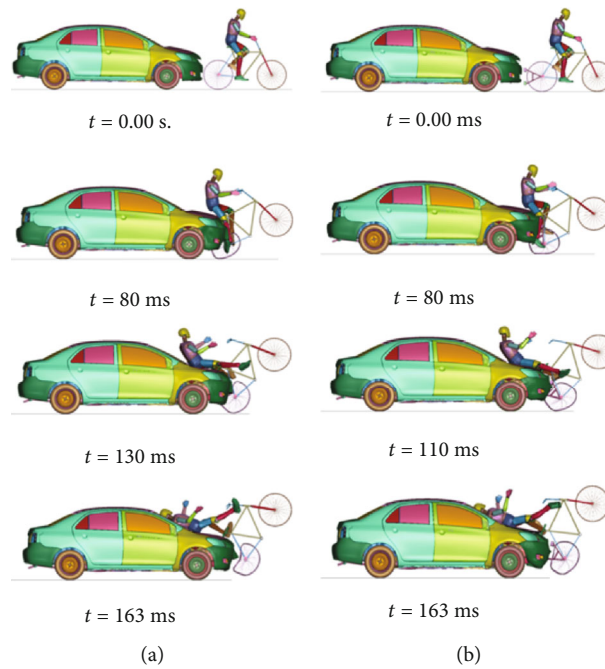 t = 0.00 s.
t = 0.00 ms
t = 80 ms
t = 80 ms
t = 130 ms
t = 110 ms
t = 163 ms
t = 163 ms
(a)
(b)